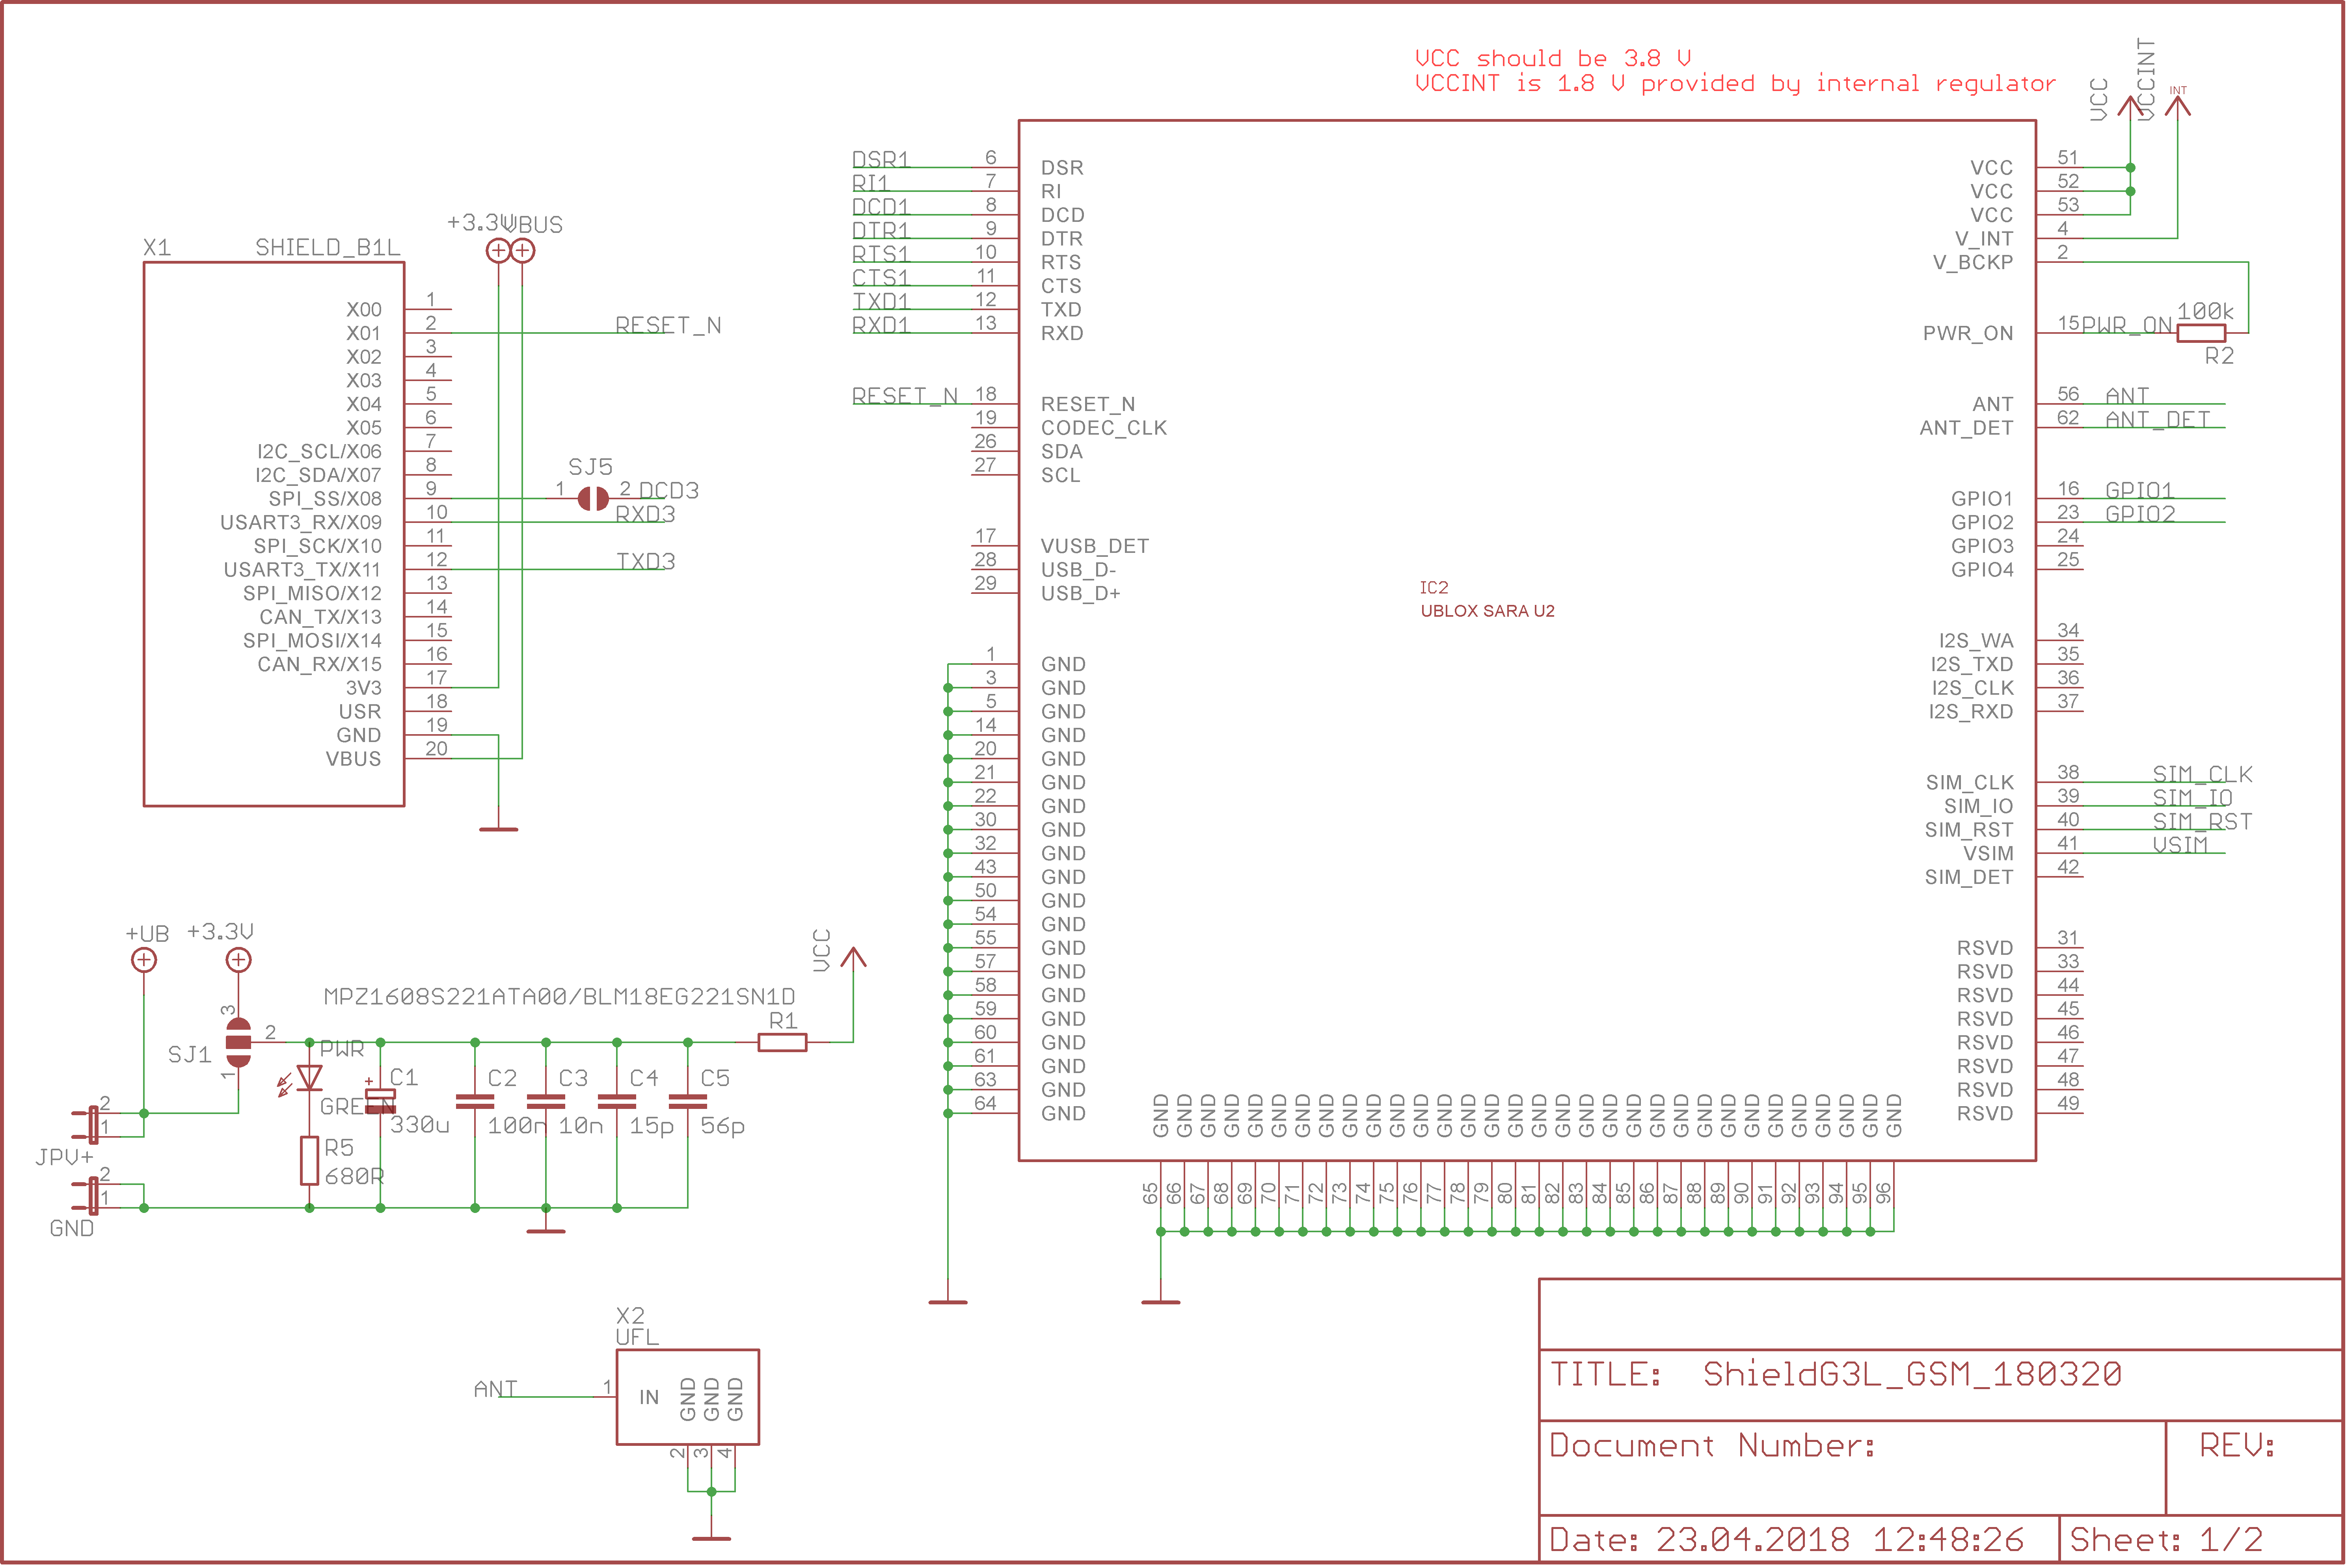 VCC should be 3.8 V
VCCINT is 1.8 V provided by internal regulator
VCC
VCCINT
INT
X1
SHIELD_B1L
+3.3V
VBUS
X00 1
X01 2 RESET_N
X02 3
X03 4
X04 5
X05 6
I2C_SCL/X06 7
I2C_SDA/X07 8
SPI_SS/X08 9
SJ5
1 2 DCD3
USART3_RX/X09 10 RXD3
SPI_SCK/X10 11
USART3_TX/X11 12 TXD3
SPI_MISO/X12 13
CAN_TX/X13 14
SPI_MOSI/X14 15
CAN_RX/X15 16
3V3 17
USR 18
GND 19
VBUS 20
DSR1 6 DSR
RI1 7 RI
DCD1 8 DCD
DTR1 9 DTR
RTS1 10 RTS
CTS1 11 CTS
TXD1 12 TXD
RXD1 13 RXD
RESET_N 18 RESET_N
19 CODEC_CLK
26 SDA
27 SCL
17 VUSB_DET
28 USB_D-
29 USB_D+
1 GND
3 GND
5 GND
14 GND
20 GND
21 GND
22 GND
30 GND
32 GND
43 GND
50 GND
54 GND
55 GND
57 GND
58 GND
59 GND
60 GND
61 GND
63 GND
64 GND
IC2
UBLOX SARA U2
VCC 51
VCC 52
VCC 53
V_INT 4
V_BCKP 2
PWR_ON 15 PWR_ON
100k
R2
ANT 56 ANT
ANT_DET 62 ANT_DET
GPIO1 16 GPIO1
GPIO2 23 GPIO2
GPIO3 24
GPIO4 25
I2S_WA 34
I2S_TXD 35
I2S_CLK 36
I2S_RXD 37
SIM_CLK 38 SIM_CLK
SIM_IO 39 SIM_IO
SIM_RST 40 SIM_RST
VSIM 41 VSIM
SIM_DET 42
RSVD 31
RSVD 33
RSVD 44
RSVD 45
RSVD 46
RSVD 47
RSVD 48
RSVD 49
GND GND GND GND GND GND GND GND GND GND GND GND GND GND GND GND GND GND GND GND GND GND GND GND GND GND GND GND GND GND GND GND
65 66 67 68 69 70 71 72 73 74 75 76 77 78 79 80 81 82 83 84 85 86 87 88 89 90 91 92 93 94 95 96
+UB
+3.3V
VCC
MPZ1608S221ATA00/BLM18EG221SN1D
R1
3
2
SJ1
1
PWR
GREEN
C1
+
330u
C2
100n
C3
10n
C4
15p
C5
56p
R5
680R
2
1
JPV+
2
1
GND
X2
UFL
ANT 1 IN
GND GND GND
2 3 4
TITLE: ShieldG3L_GSM_180320
Document Number:
REV:
Date: 23.04.2018 12:48:26
Sheet: 1/2